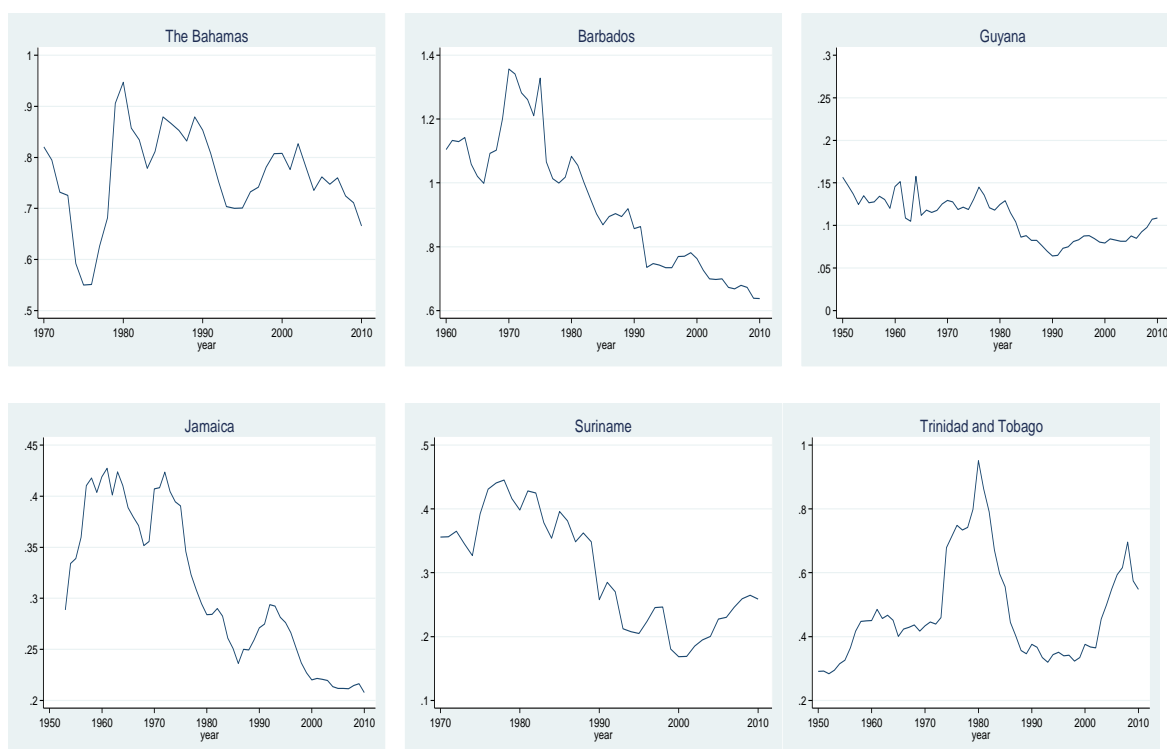 The Bahamas
1
.9
.8
.7
.6
.5
1970 1980 1990 2000 2010
year
Barbados
1.4
1.2
1
.8
.6
1960 1970 1980 1990 2000 2010
year
Guyana
.3
.25
.2
.15
.1
.05
0
1950 1960 1970 1980 1990 2000 2010
year
Jamaica
.45
.4
.35
.3
.25
.2
1950 1960 1970 1980 1990 2000 2010
year
Suriname
.5
.4
.3
.2
.1
1970 1980 1990 2000 2010
year
Trinidad and Tobago
1
.8
.6
.4
.2
1950 1960 1970 1980 1990 2000 2010
year